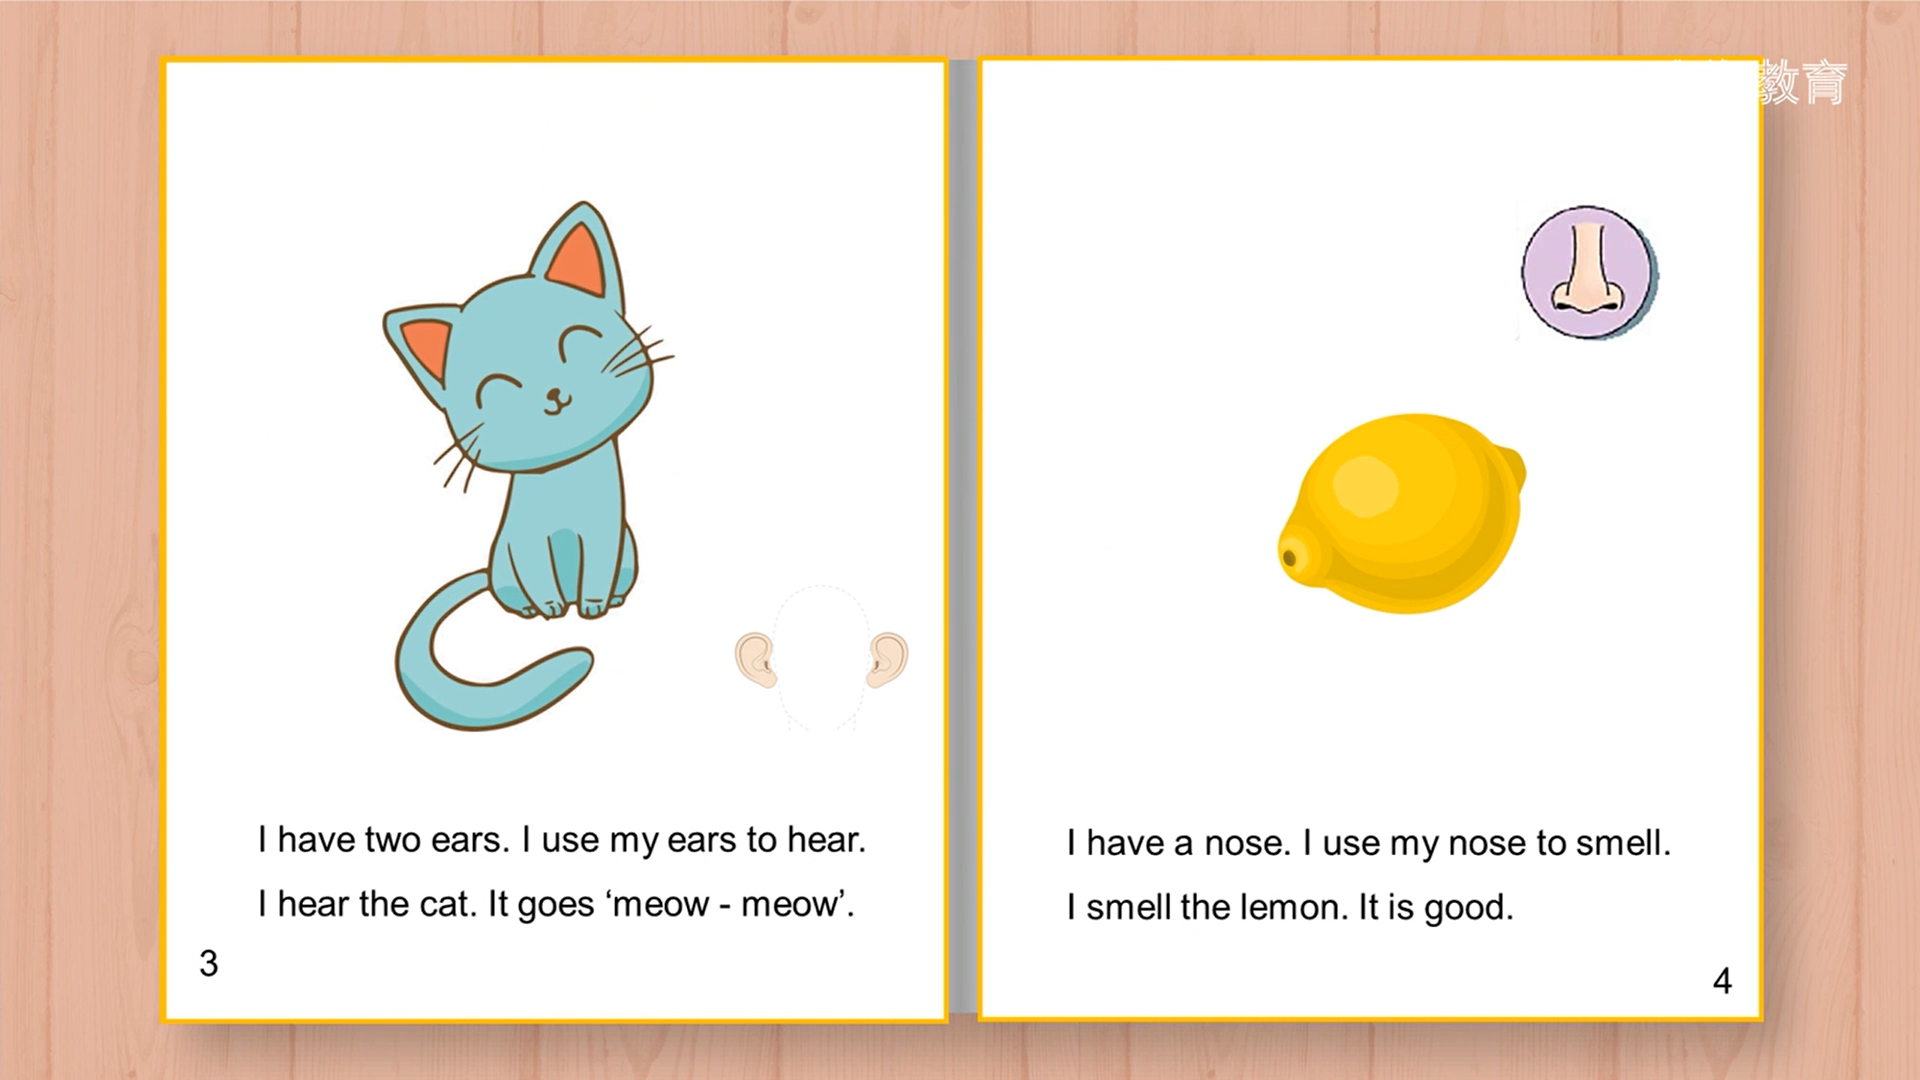 教育
I have two ears. I use my ears to hear.
I hear the cat. It goes ‘meow - meow’.
3
I have a nose. I use my nose to smell.
I smell the lemon. It is good.
4